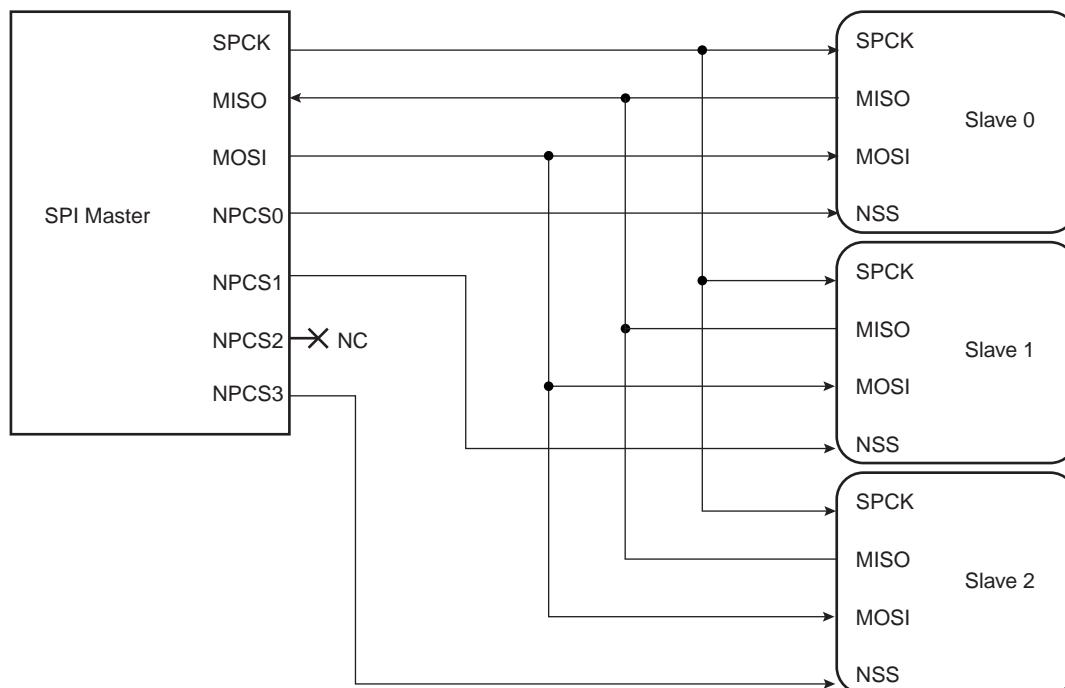 SPI Master
SPCK
MISO
MOSI
NPCS0
NPCS1
NPCS2
NC
NPCS3
SPCK
MISO
Slave 0
MOSI
NSS
SPCK
MISO
Slave 1
MOSI
NSS
SPCK
MISO
Slave 2
MOSI
NSS